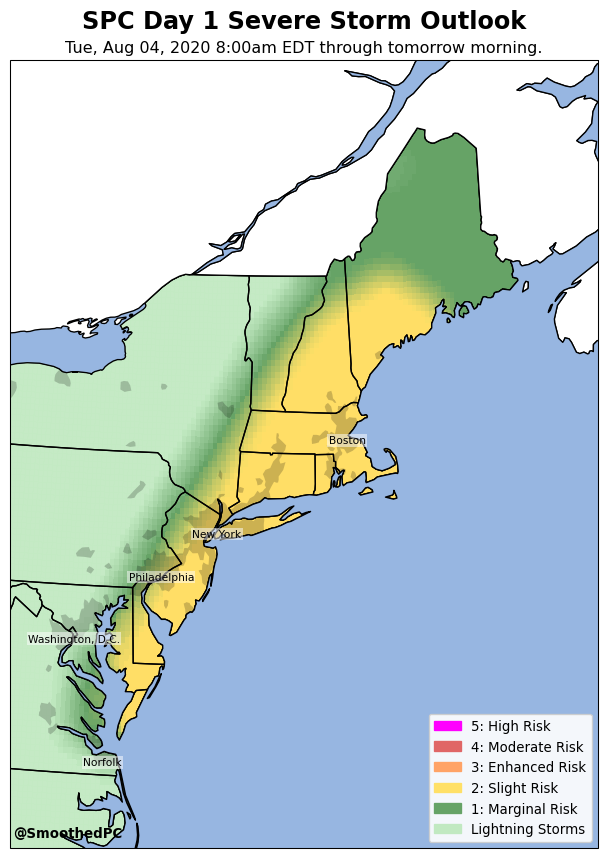 SPC Day 1 Severe Storm Outlook
Tue, Aug 04, 2020 8:00am EDT through tomorrow morning.
Boston
New York
Philadelphia
Washington, D.C.
Norfolk
5: High Risk
4: Moderate Risk
3: Enhanced Risk
2: Slight Risk
1: Marginal Risk
Lightning Storms
@SmoothedPC